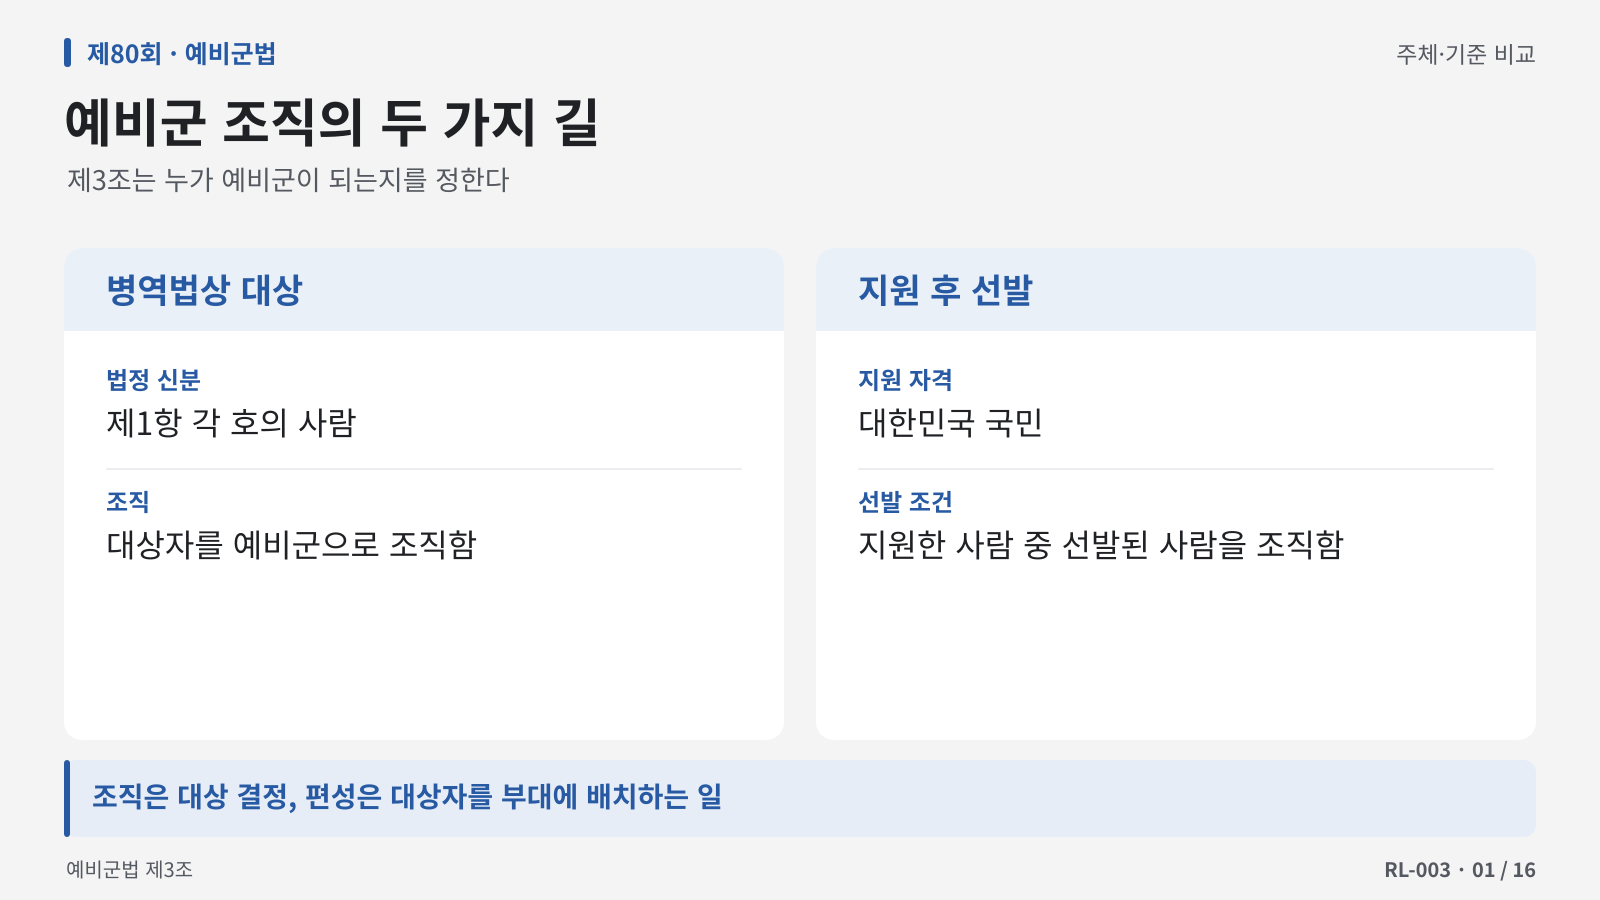 제80회 · 예비군법
주체·기준 비교
예비군 조직의 두 가지 길
제3조는 누가 예비군이 되는지를 정한다
병역법상 대상
법정 신분
제1항 각 호의 사람
조직
대상자를 예비군으로 조직함
지원 후 선발
지원 자격
대한민국 국민
선발 조건
지원한 사람 중 선발된 사람을 조직함
조직은 대상 결정, 편성은 대상자를 부대에 배치하는 일
예비군법 제3조
RL-003 · 01 / 16